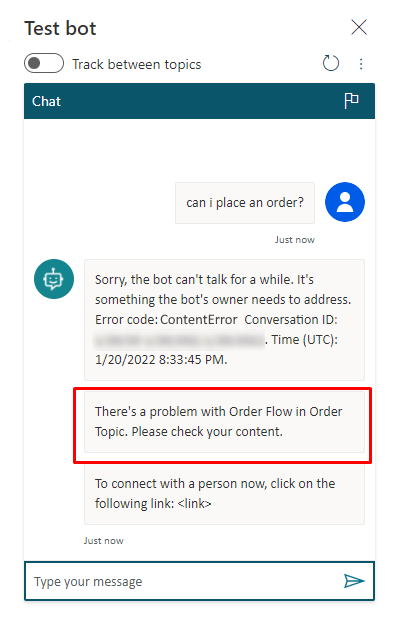 Test bot
Track between topics
Chat
can i place an order?
Just now
Sorry, the bot can't talk for a while. It's
something the bot's owner needs to address.
Error code: ContentError Conversation ID:
. Time (UTC):
1/20/2022 8:33:45 PM.
There's a problem with Order Flow in Order
Topic. Please check your content.
To connect with a person now, click on the
following link: <link>
Just now
Type your message